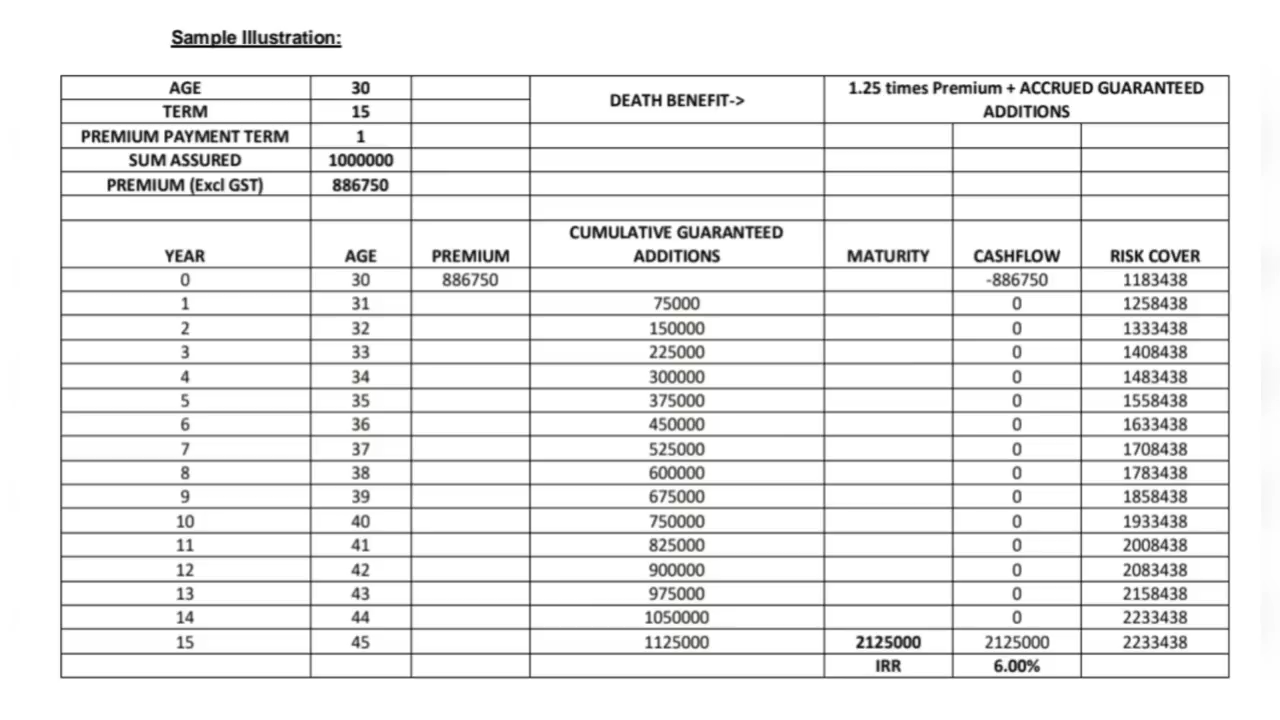 Sample Illustration:
AGE 30 DEATH BENEFIT-> 1.25 times Premium + ACCRUED GUARANTEED ADDITIONS
TERM 15
PREMIUM PAYMENT TERM 1
SUM ASSURED 1000000
PREMIUM (Excl GST) 886750
YEAR AGE PREMIUM CUMULATIVE GUARANTEED ADDITIONS MATURITY CASHFLOW RISK COVER
0 30 886750 -886750 1183438
1 31 75000 0 1258438
2 32 150000 0 1333438
3 33 225000 0 1408438
4 34 300000 0 1483438
5 35 375000 0 1558438
6 36 450000 0 1633438
7 37 525000 0 1708438
8 38 600000 0 1783438
9 39 675000 0 1858438
10 40 750000 0 1933438
11 41 825000 0 2008438
12 42 900000 0 2083438
13 43 975000 0 2158438
14 44 1050000 0 2233438
15 45 1125000 2125000 2125000 2233438
IRR 6.00%